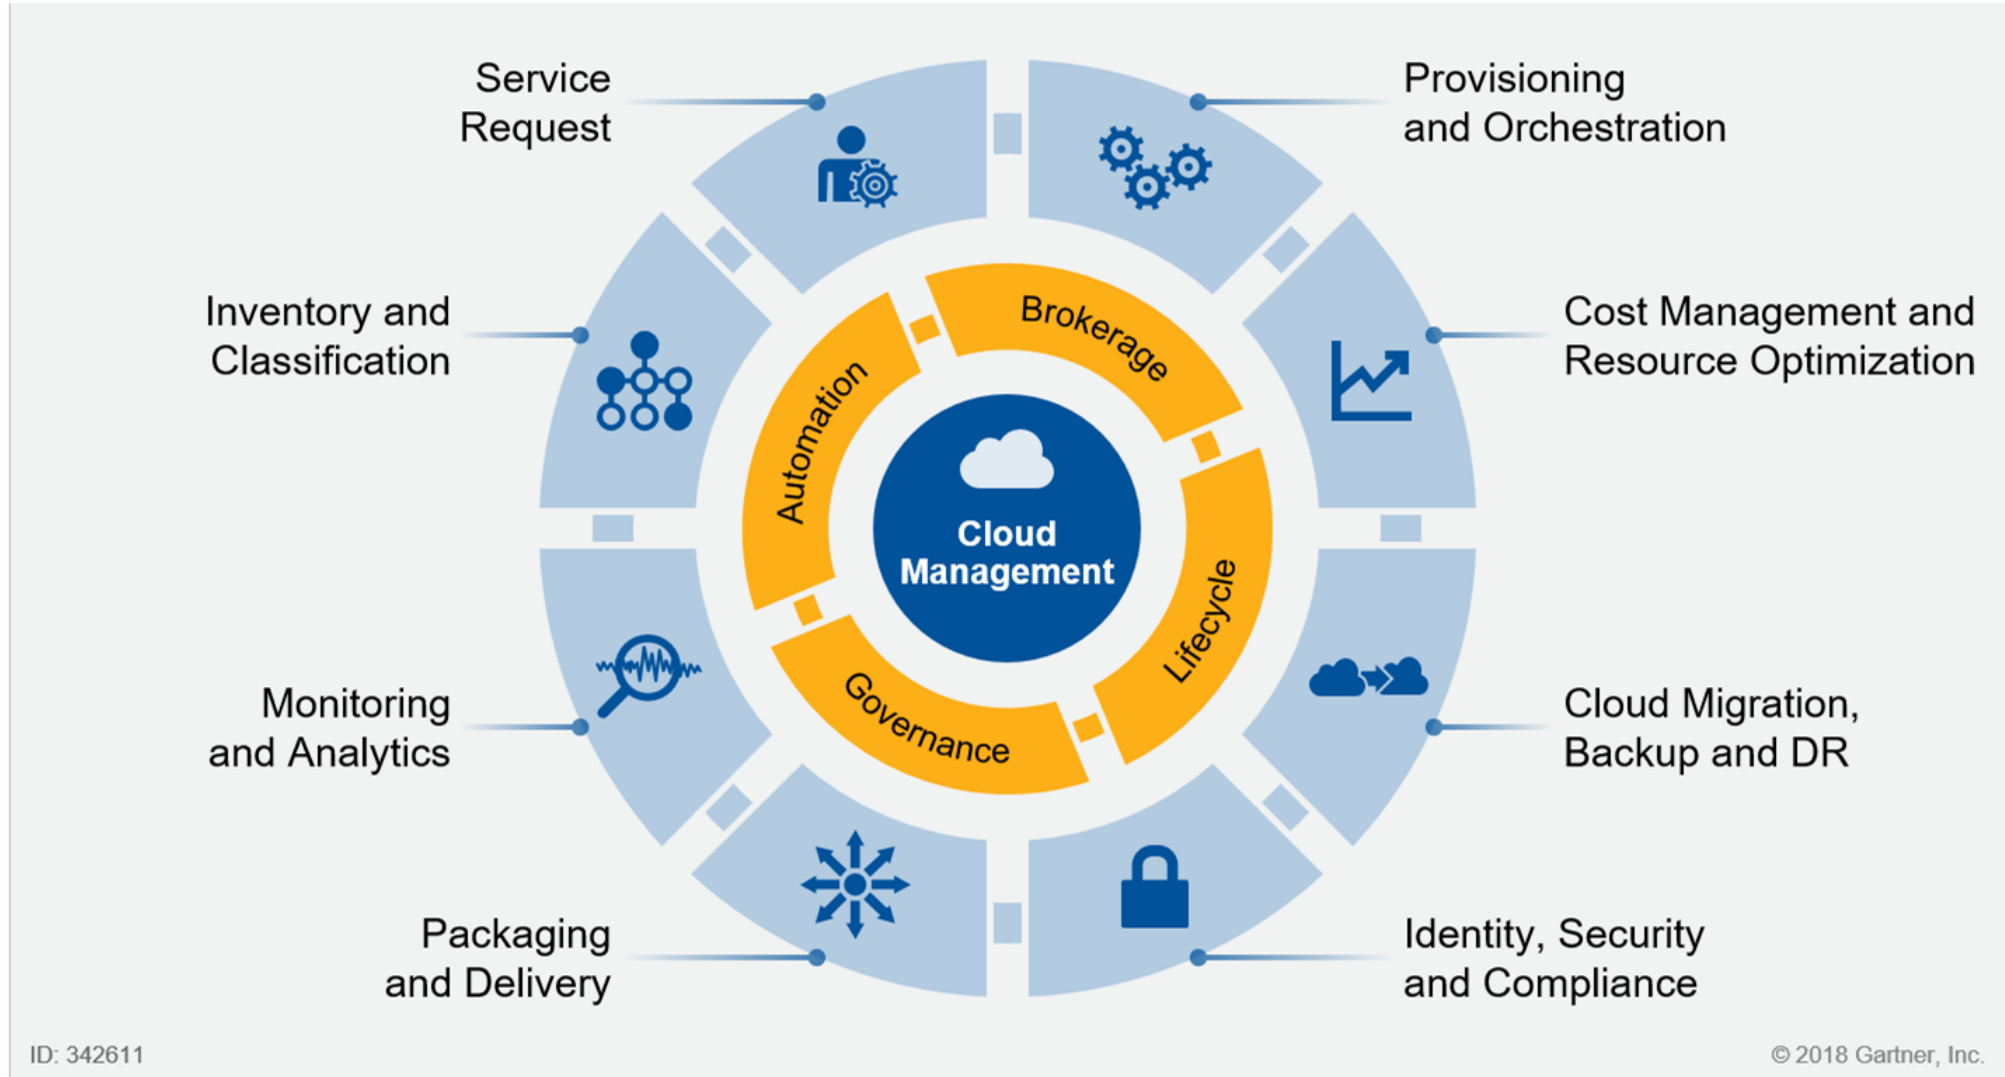 Service
Request
Provisioning
and Orchestration
Inventory and
Classification
Cost Management and
Resource Optimization
Brokerage
Automation
Cloud
Management
Lifecycle
Governance
Monitoring
and Analytics
Cloud Migration,
Backup and DR
Packaging
and Delivery
Identity, Security
and Compliance
ID: 342611
© 2018 Gartner, Inc.